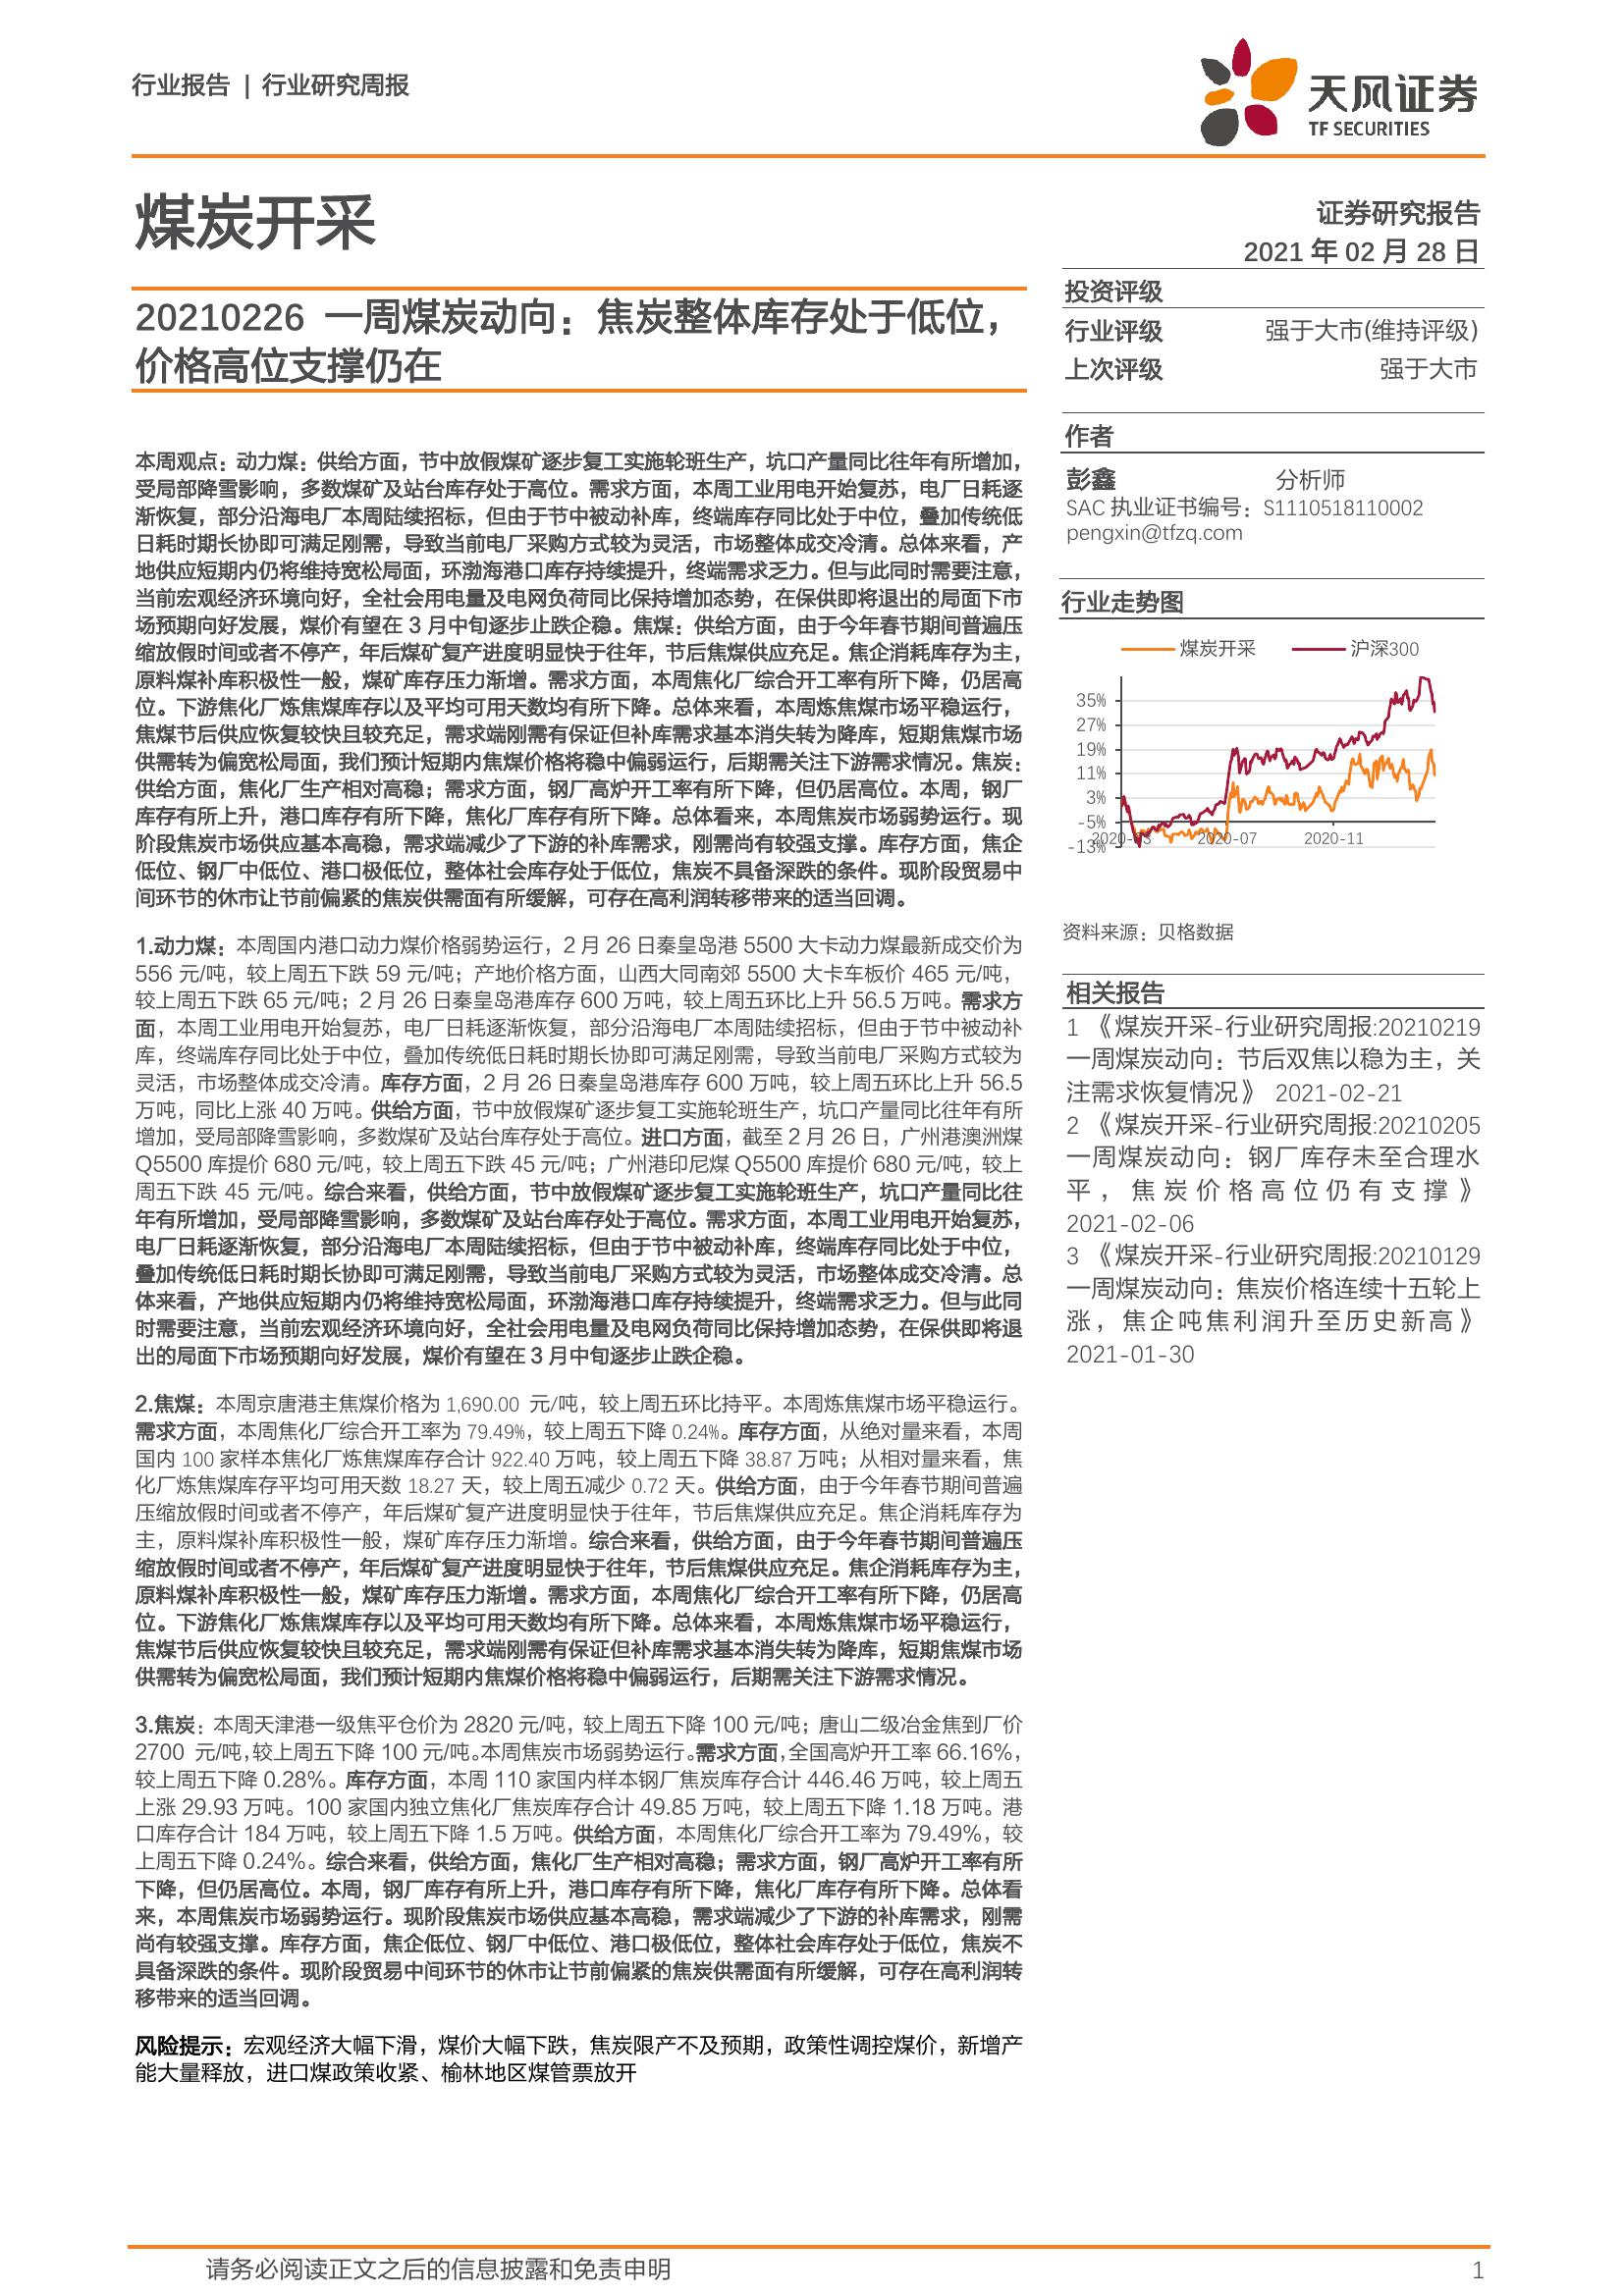 行业报告 | 行业研究周报
天风证券
TF SECURITIES
煤炭开采
证券研究报告
2021 年 02 月 28 日
20210226 一周煤炭动向：焦炭整体库存处于低位，
价格高位支撑仍在
投资评级
行业评级 强于大市(维持评级)
上次评级 强于大市
作者
彭鑫 分析师
SAC 执业证书编号：S1110518110002
pengxin@tfzq.com
行业走势图
煤炭开采 沪深300
35%
27%
19%
11%
3%
-5%
-13%
2020-03 2020-07 2020-11
资料来源：贝格数据
相关报告
1 《煤炭开采-行业研究周报:20210219
一周煤炭动向：节后双焦以稳为主，关
注需求恢复情况》 2021-02-21
2 《煤炭开采-行业研究周报:20210205
一周煤炭动向：钢厂库存未至合理水
平，焦炭价格高位仍有支撑》
2021-02-06
3 《煤炭开采-行业研究周报:20210129
一周煤炭动向：焦炭价格连续十五轮上
涨，焦企吨焦利润升至历史新高》
2021-01-30
本周观点：动力煤：供给方面，节中放假煤矿逐步复工实施轮班生产，坑口产量同比往年有所增加，
受局部降雪影响，多数煤矿及站台库存处于高位。需求方面，本周工业用电开始复苏，电厂日耗逐
渐恢复，部分沿海电厂本周陆续招标，但由于节中被动补库，终端库存同比处于中位，叠加传统低
日耗时期长协即可满足刚需，导致当前电厂采购方式较为灵活，市场整体成交冷清。总体来看，产
地供应短期内仍将维持宽松局面，环渤海港口库存持续提升，终端需求乏力。但与此同时需要注意，
当前宏观经济环境向好，全社会用电量及电网负荷同比保持增加态势，在保供即将退出的局面下市
场预期向好发展，煤价有望在 3 月中旬逐步止跌企稳。焦煤：供给方面，由于今年春节期间普遍压
缩放假时间或者不停产，年后煤矿复产进度明显快于往年，节后焦煤供应充足。焦企消耗库存为主，
原料煤补库积极性一般，煤矿库存压力渐增。需求方面，本周焦化厂综合开工率有所下降，仍居高
位。下游焦化厂炼焦煤库存以及平均可用天数均有所下降。总体来看，本周炼焦煤市场平稳运行，
焦煤节后供应恢复较快且较充足，需求端刚需有保证但补库需求基本消失转为降库，短期焦煤市场
供需转为偏宽松局面，我们预计短期内焦煤价格将稳中偏弱运行，后期需关注下游需求情况。焦炭：
供给方面，焦化厂生产相对高稳；需求方面，钢厂高炉开工率有所下降，但仍居高位。本周，钢厂
库存有所上升，港口库存有所下降，焦化厂库存有所下降。总体看来，本周焦炭市场弱势运行。现
阶段焦炭市场供应基本高稳，需求端减少了下游的补库需求，刚需尚有较强支撑。库存方面，焦企
低位、钢厂中低位、港口极低位，整体社会库存处于低位，焦炭不具备深跌的条件。现阶段贸易中
间环节的休市让节前偏紧的焦炭供需面有所缓解，可存在高利润转移带来的适当回调。
1.动力煤：本周国内港口动力煤价格弱势运行，2 月 26 日秦皇岛港 5500 大卡动力煤最新成交价为
556 元/吨，较上周五下跌 59 元/吨；产地价格方面，山西大同南郊 5500 大卡车板价 465 元/吨，
较上周五下跌 65 元/吨；2 月 26 日秦皇岛港库存 600 万吨，较上周五环比上升 56.5 万吨。需求方
面，本周工业用电开始复苏，电厂日耗逐渐恢复，部分沿海电厂本周陆续招标，但由于节中被动补
库，终端库存同比处于中位，叠加传统低日耗时期长协即可满足刚需，导致当前电厂采购方式较为
灵活，市场整体成交冷清。库存方面，2 月 26 日秦皇岛港库存 600 万吨，较上周五环比上升 56.5
万吨，同比上涨 40 万吨。供给方面，节中放假煤矿逐步复工实施轮班生产，坑口产量同比往年有所
增加，受局部降雪影响，多数煤矿及站台库存处于高位。进口方面，截至 2 月 26 日，广州港澳洲煤
Q5500 库提价 680 元/吨，较上周五下跌 45 元/吨；广州港印尼煤 Q5500 库提价 680 元/吨，较上
周五下跌 45 元/吨。综合来看，供给方面，节中放假煤矿逐步复工实施轮班生产，坑口产量同比往
年有所增加，受局部降雪影响，多数煤矿及站台库存处于高位。需求方面，本周工业用电开始复苏，
电厂日耗逐渐恢复，部分沿海电厂本周陆续招标，但由于节中被动补库，终端库存同比处于中位，
叠加传统低日耗时期长协即可满足刚需，导致当前电厂采购方式较为灵活，市场整体成交冷清。总
体来看，产地供应短期内仍将维持宽松局面，环渤海港口库存持续提升，终端需求乏力。但与此同
时需要注意，当前宏观经济环境向好，全社会用电量及电网负荷同比保持增加态势，在保供即将退
出的局面下市场预期向好发展，煤价有望在 3 月中旬逐步止跌企稳。
2.焦煤：本周京唐港主焦煤价格为 1,690.00 元/吨，较上周五环比持平。本周炼焦煤市场平稳运行。
需求方面，本周焦化厂综合开工率为 79.49%，较上周五下降 0.24%。库存方面，从绝对量来看，本周
国内 100 家样本焦化厂炼焦煤库存合计 922.40 万吨，较上周五下降 38.87 万吨；从相对量来看，焦
化厂炼焦煤库存平均可用天数 18.27 天，较上周五减少 0.72 天。供给方面，由于今年春节期间普遍
压缩放假时间或者不停产，年后煤矿复产进度明显快于往年，节后焦煤供应充足。焦企消耗库存为
主，原料煤补库积极性一般，煤矿库存压力渐增。综合来看，供给方面，由于今年春节期间普遍压
缩放假时间或者不停产，年后煤矿复产进度明显快于往年，节后焦煤供应充足。焦企消耗库存为主，
原料煤补库积极性一般，煤矿库存压力渐增。需求方面，本周焦化厂综合开工率有所下降，仍居高
位。下游焦化厂炼焦煤库存以及平均可用天数均有所下降。总体来看，本周炼焦煤市场平稳运行，
焦煤节后供应恢复较快且较充足，需求端刚需有保证但补库需求基本消失转为降库，短期焦煤市场
供需转为偏宽松局面，我们预计短期内焦煤价格将稳中偏弱运行，后期需关注下游需求情况。
3.焦炭：本周天津港一级焦平仓价为 2820 元/吨，较上周五下降 100 元/吨；唐山二级冶金焦到厂价
2700 元/吨，较上周五下降 100 元/吨。本周焦炭市场弱势运行。需求方面，全国高炉开工率 66.16%，
较上周五下降 0.28%。库存方面，本周 110 家国内样本钢厂焦炭库存合计 446.46 万吨，较上周五
上涨 29.93 万吨。100 家国内独立焦化厂焦炭库存合计 49.85 万吨，较上周五下降 1.18 万吨。港
口库存合计 184 万吨，较上周五下降 1.5 万吨。供给方面，本周焦化厂综合开工率为 79.49%，较
上周五下降 0.24%。综合来看，供给方面，焦化厂生产相对高稳；需求方面，钢厂高炉开工率有所
下降，但仍居高位。本周，钢厂库存有所上升，港口库存有所下降，焦化厂库存有所下降。总体看
来，本周焦炭市场弱势运行。现阶段焦炭市场供应基本高稳，需求端减少了下游的补库需求，刚需
尚有较强支撑。库存方面，焦企低位、钢厂中低位、港口极低位，整体社会库存处于低位，焦炭不
具备深跌的条件。现阶段贸易中间环节的休市让节前偏紧的焦炭供需面有所缓解，可存在高利润转
移带来的适当回调。
风险提示：宏观经济大幅下滑，煤价大幅下跌，焦炭限产不及预期，政策性调控煤价，新增产
能大量释放，进口煤政策收紧、榆林地区煤管票放开
请务必阅读正文之后的信息披露和免责申明 1